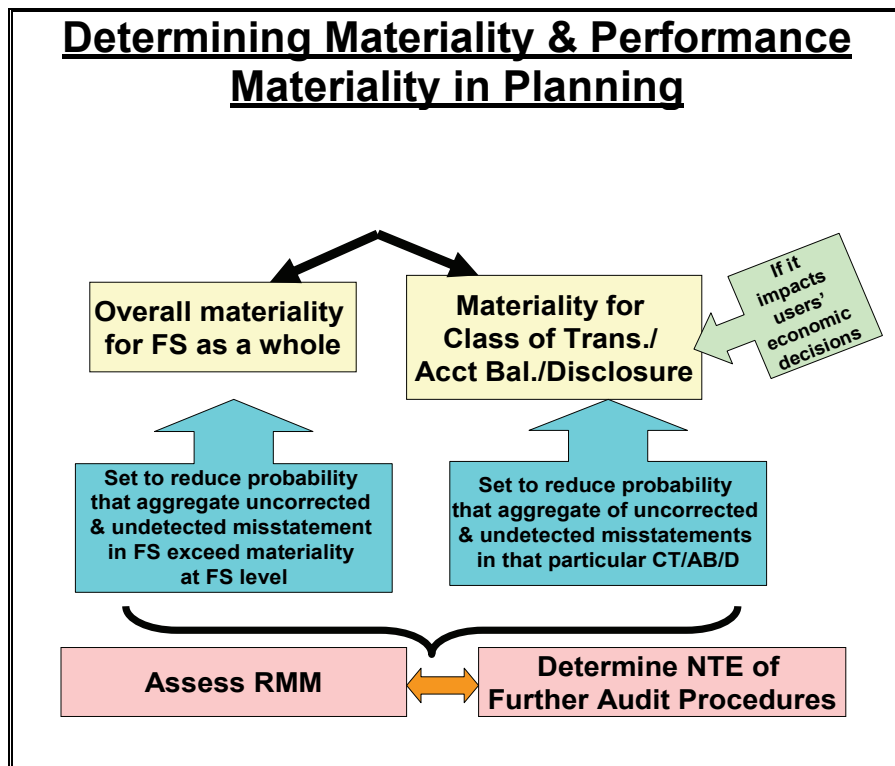 Determining Materiality & Performance
Materiality in Planning
Overall materiality
for FS as a whole
Materiality for
Class of Trans./
Acct Bal./Disclosure
If it
impacts
users’
economic
decisions
Set to reduce probability
that aggregate uncorrected
& undetected misstatement
in FS exceed materiality
at FS level
Set to reduce probability
that aggregate of uncorrected
& undetected misstatements
in that particular CT/AB/D
Assess RMM
Determine NTE of
Further Audit Procedures